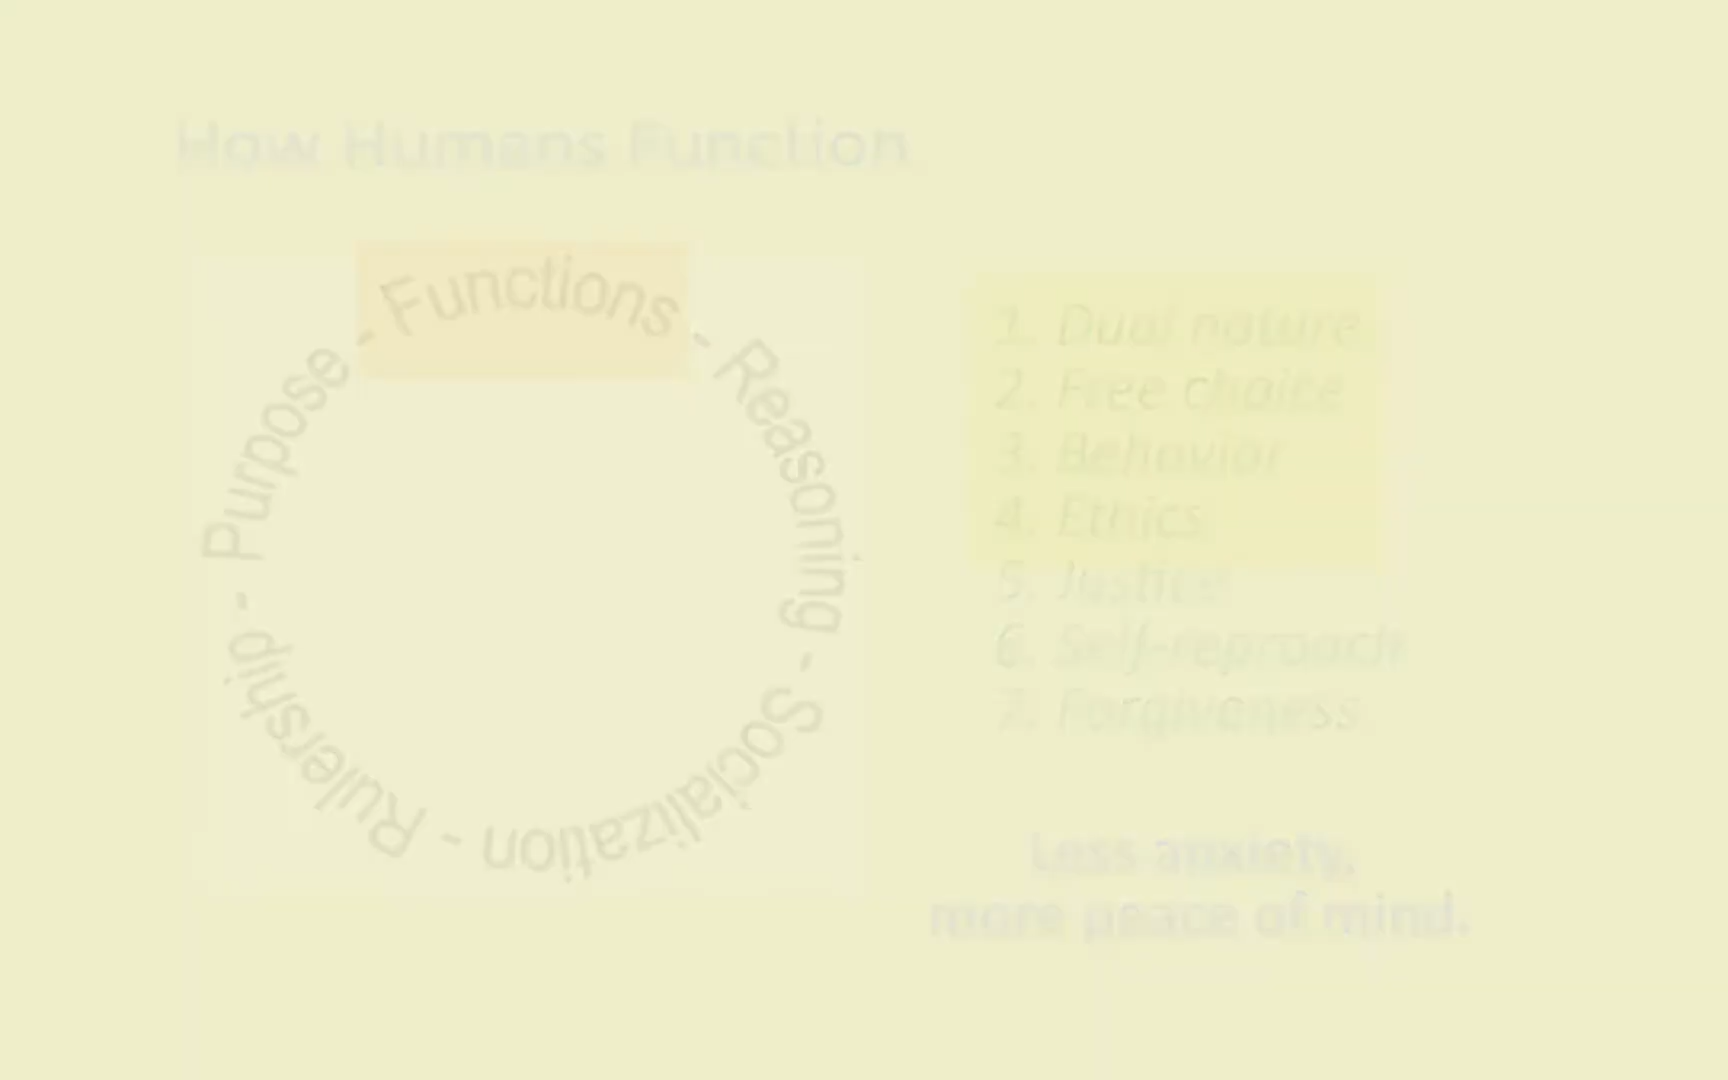 How Humans Function
- Functions - Reasoning - Socialization - Rulership - Purpose
1. Dual nature
2. Free choice
3. Behavior
4. Ethics
5. Justice
6. Self-reproach
7. Forgiveness
Less anxiety,
more peace of mind.